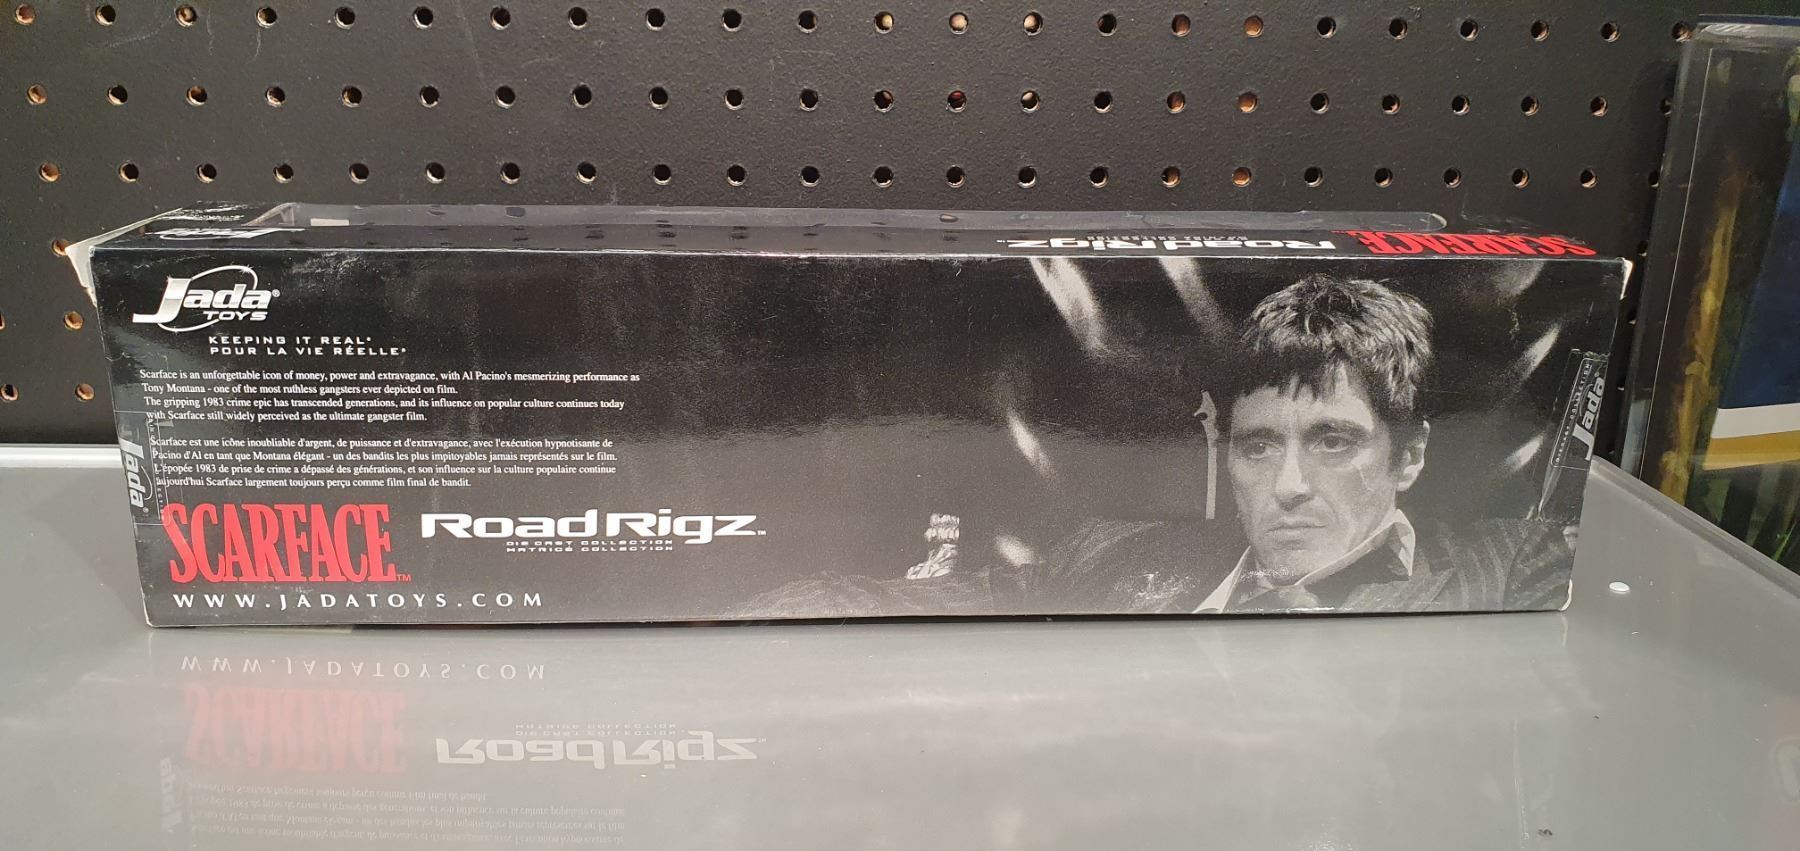 SCARFACE
Road Rigz™
Jada®
TOYS
KEEPING IT REAL®
POUR LA VIE RÉELLE®
Scarface is an unforgettable icon of money, power and extravagance, with Al Pacino's mesmerizing performance as
Tony Montana - one of the most ruthless gangsters ever depicted on film.
The gripping 1983 crime epic has transcended generations, and its influence on popular culture continues today
with Scarface still widely perceived as the ultimate gangster film.
Scarface est une icône inoubliable d'argent, de puissance et d'extravagance, avec l'exécution hypnotisante de
Pacino d'Al en tant que Montana élégant - un des bandits les plus impitoyables jamais représentés sur le film.
L'épopée 1983 de prise de crime a dépassé des générations, et son influence sur la culture populaire continue
aujourd'hui Scarface largement toujours perçu comme film final de bandit.
Jada
Jada
SCARFACE™
Road Rigz™
DIE CAST COLLECTION
MATRICE COLLECTION
WWW.JADATOYS.COM